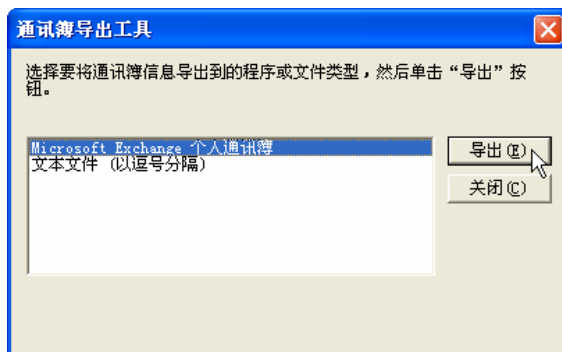 通讯簿导出工具
选择要将通讯簿信息导出到的程序或文件类型，然后单击“导出”按
钮。
Microsoft Exchange 个人通讯簿
导出(E)
文本文件 (以逗号分隔)
关闭(C)